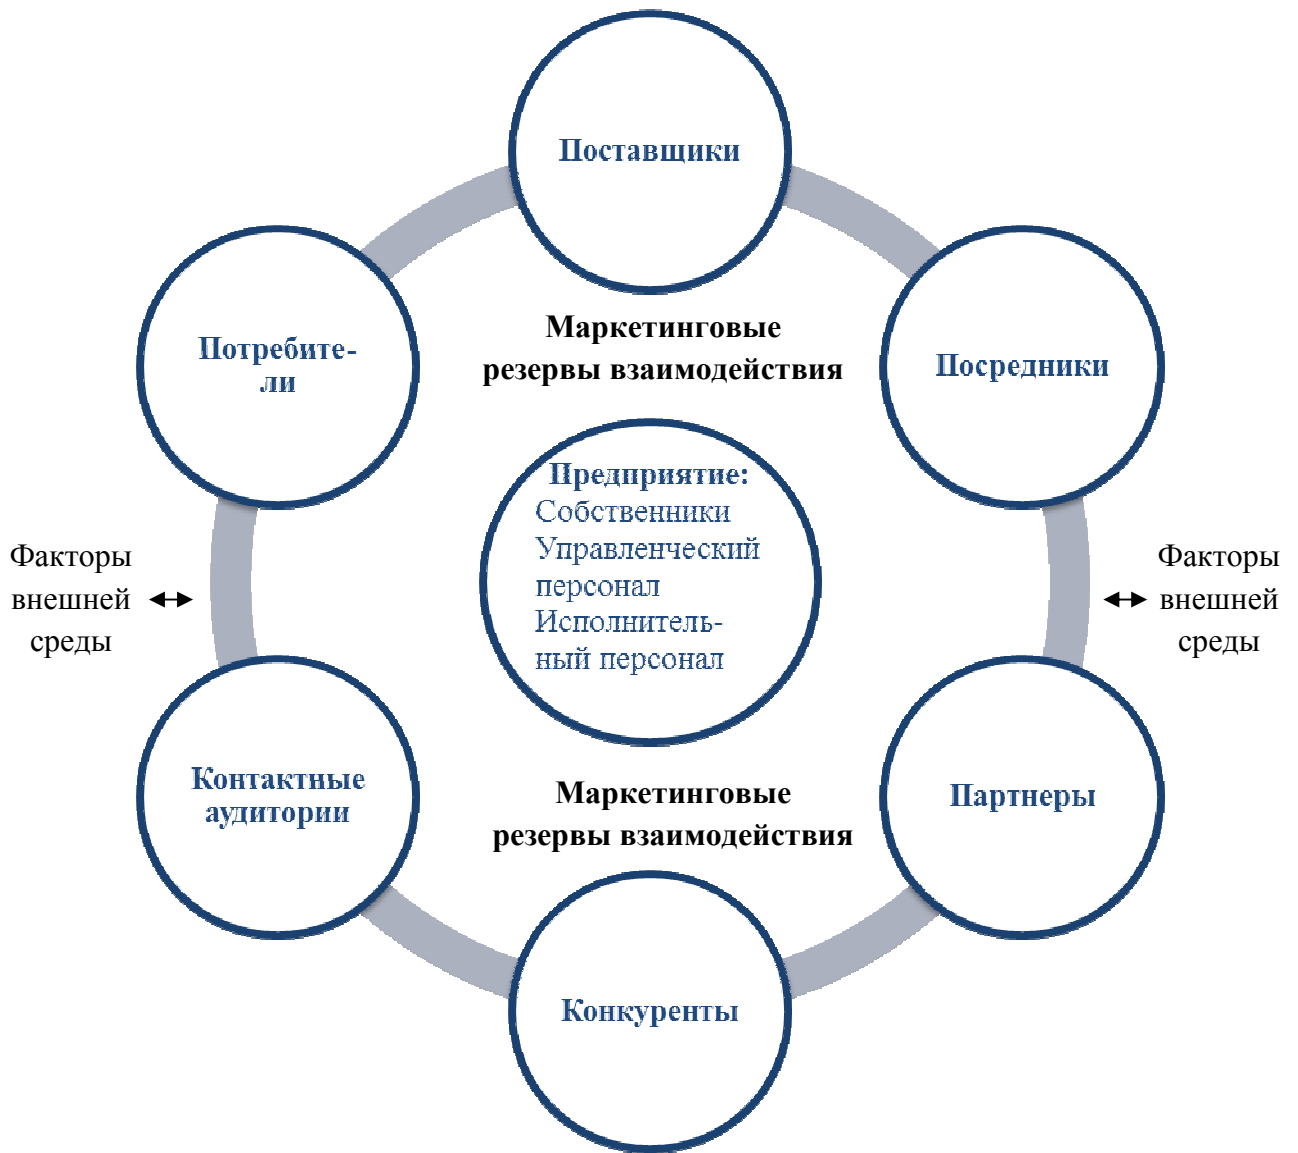 Поставщики
Потребите-
ли
Маркетинговые
резервы взаимодействия
Посредники
Предприятие:
Собственники
Управленческий
персонал
Исполнитель-
ный персонал
Факторы
внешней
среды
Факторы
внешней
среды
Контактные
аудитории
Маркетинговые
резервы взаимодействия
Партнеры
Конкуренты